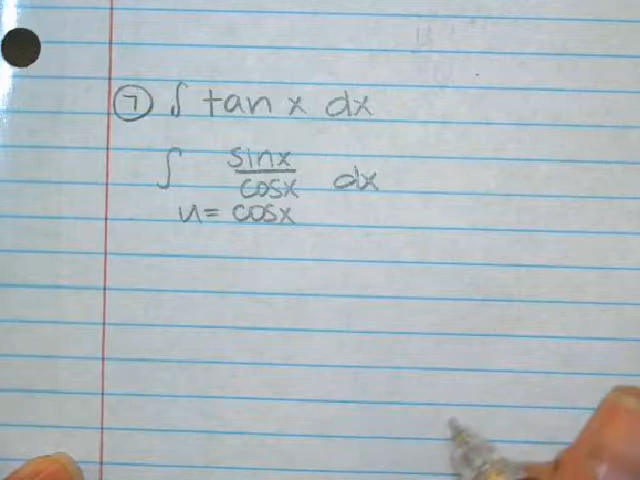 ⑦ ∫ tan x dx
∫ sinx/cosx dx
u = cosx